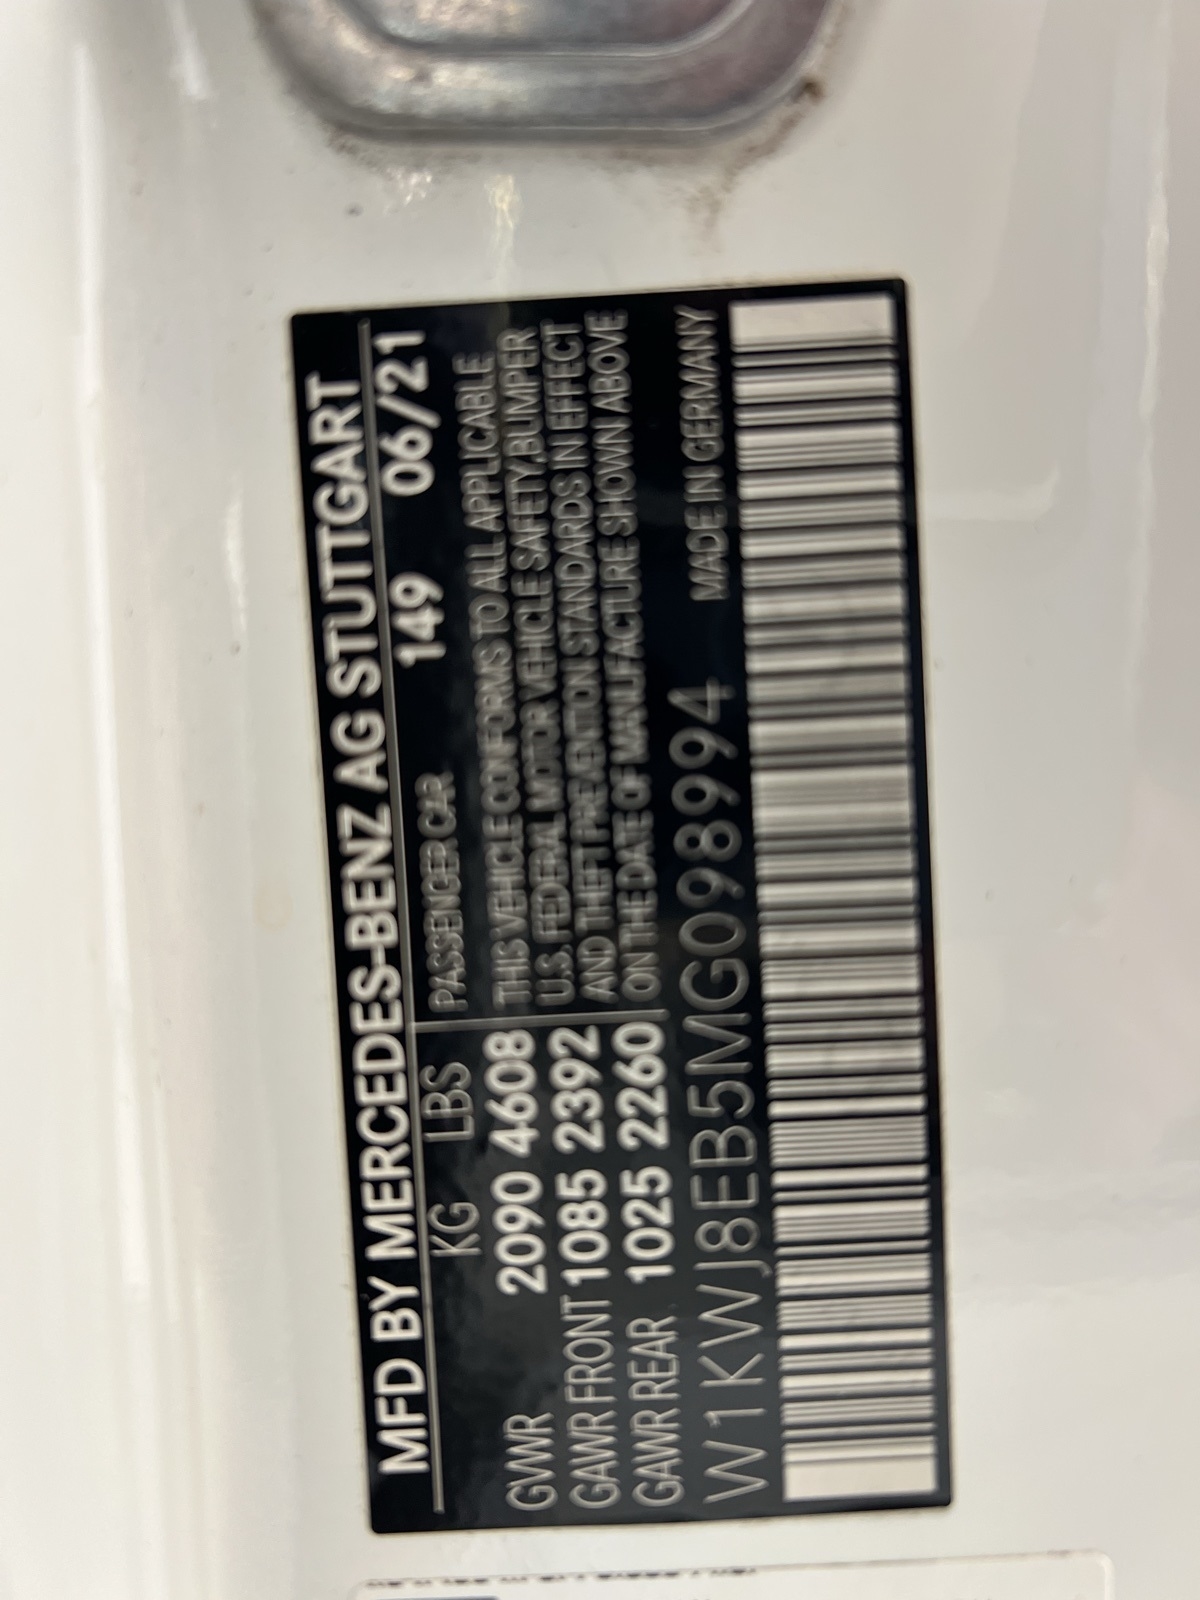 MFD BY MERCEDES-BENZ AG STUTTGART
KG LBS PASSENGER CAR 149 06/21
GVWR 2090 4608
GAWR FRONT 1085 2392
GAWR REAR 1025 2260
THIS VEHICLE CONFORMS TO ALL APPLICABLE
U.S. FEDERAL MOTOR VEHICLE SAFETY, BUMPER
AND THEFT PREVENTION STANDARDS IN EFFECT
ON THE DATE OF MANUFACTURE SHOWN ABOVE
W1KWJ8EB5MG098994 MADE IN GERMANY